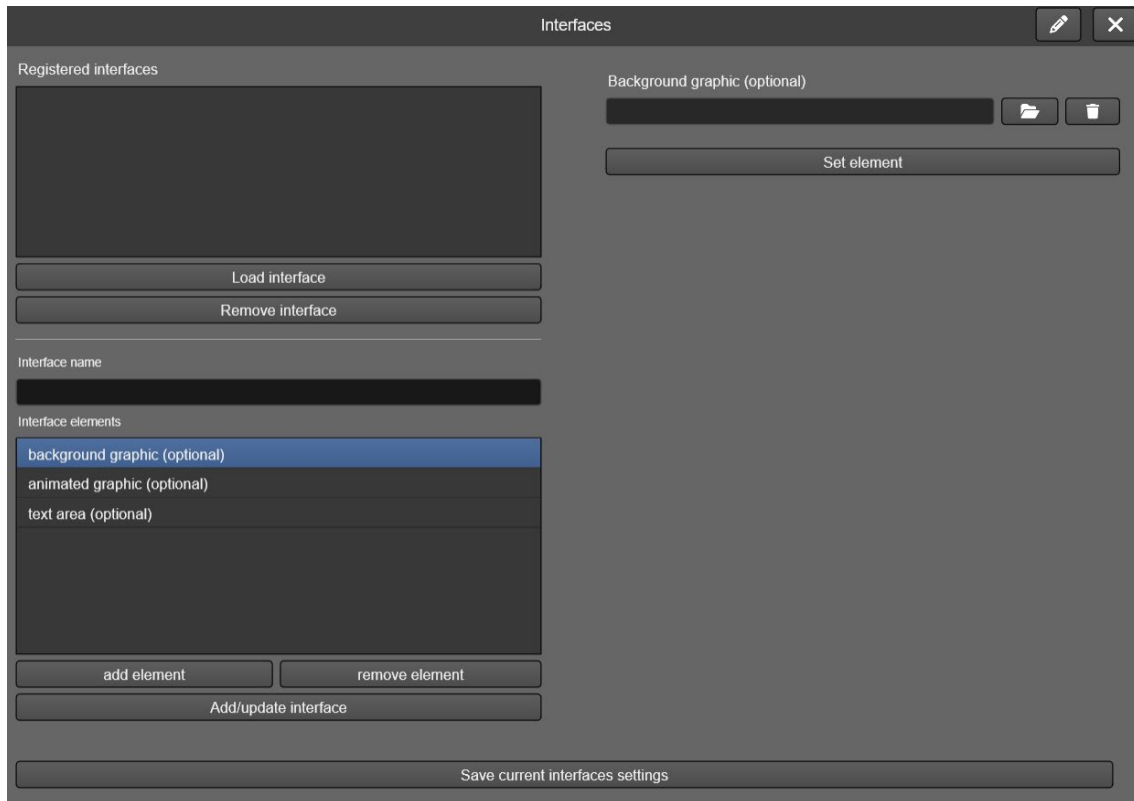 Interfaces
Registered interfaces
Load interface
Remove interface
Interface name
Interface elements
background graphic (optional)
animated graphic (optional)
text area (optional)
add element
remove element
Add/update interface
Background graphic (optional)
Set element
Save current interfaces settings